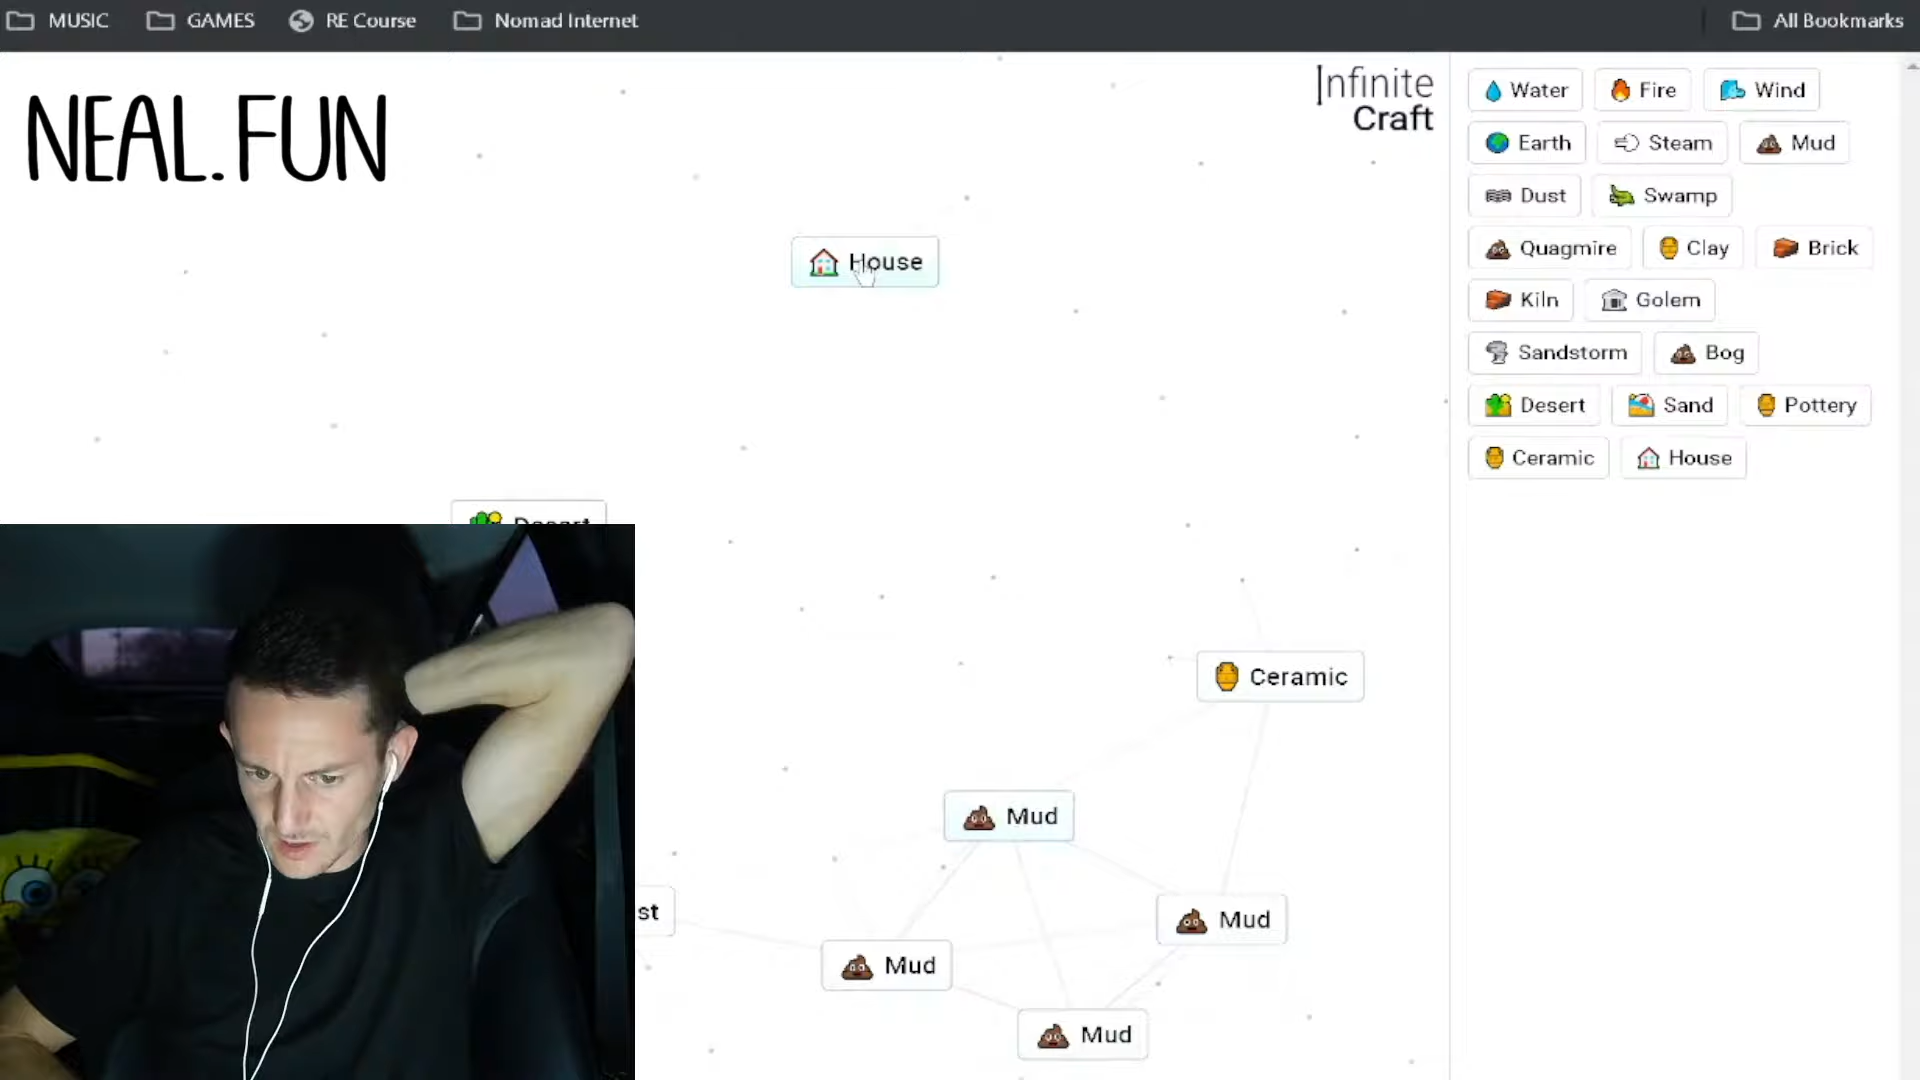 MUSIC GAMES RE Course Nomad Internet All Bookmarks
NEAL.FUN
Infinite
Craft
Water Fire Wind
Earth Steam Mud
Dust Swamp
Quagmire Clay Brick
Kiln Golem
Sandstorm Bog
Desert Sand Pottery
Ceramic House
House
Desert
Ceramic
Mud
st
Mud
Mud
Mud